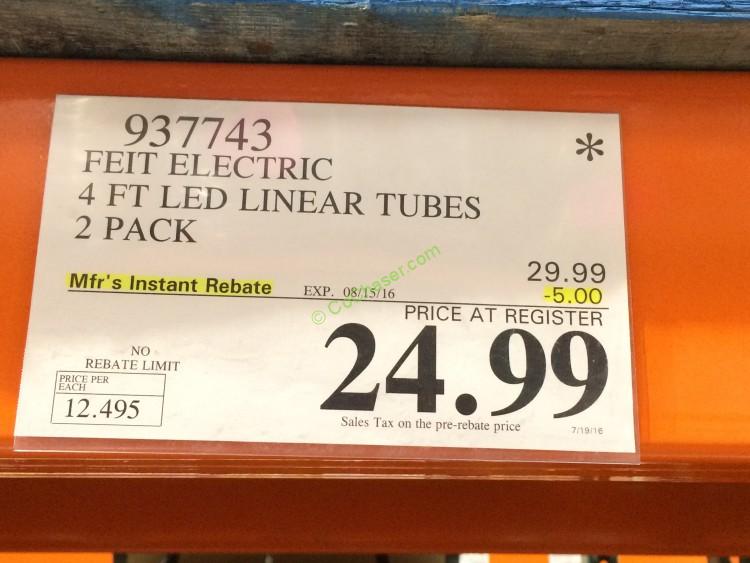 937743 *
FEIT ELECTRIC
4 FT LED LINEAR TUBES
2 PACK
29.99
Mfr's Instant Rebate EXP. 08/15/16 -5.00
© CoChaser.com
PRICE AT REGISTER
24.99
NO
REBATE LIMIT
PRICE PER
EACH
12.495
Sales Tax on the pre-rebate price 7/19/16